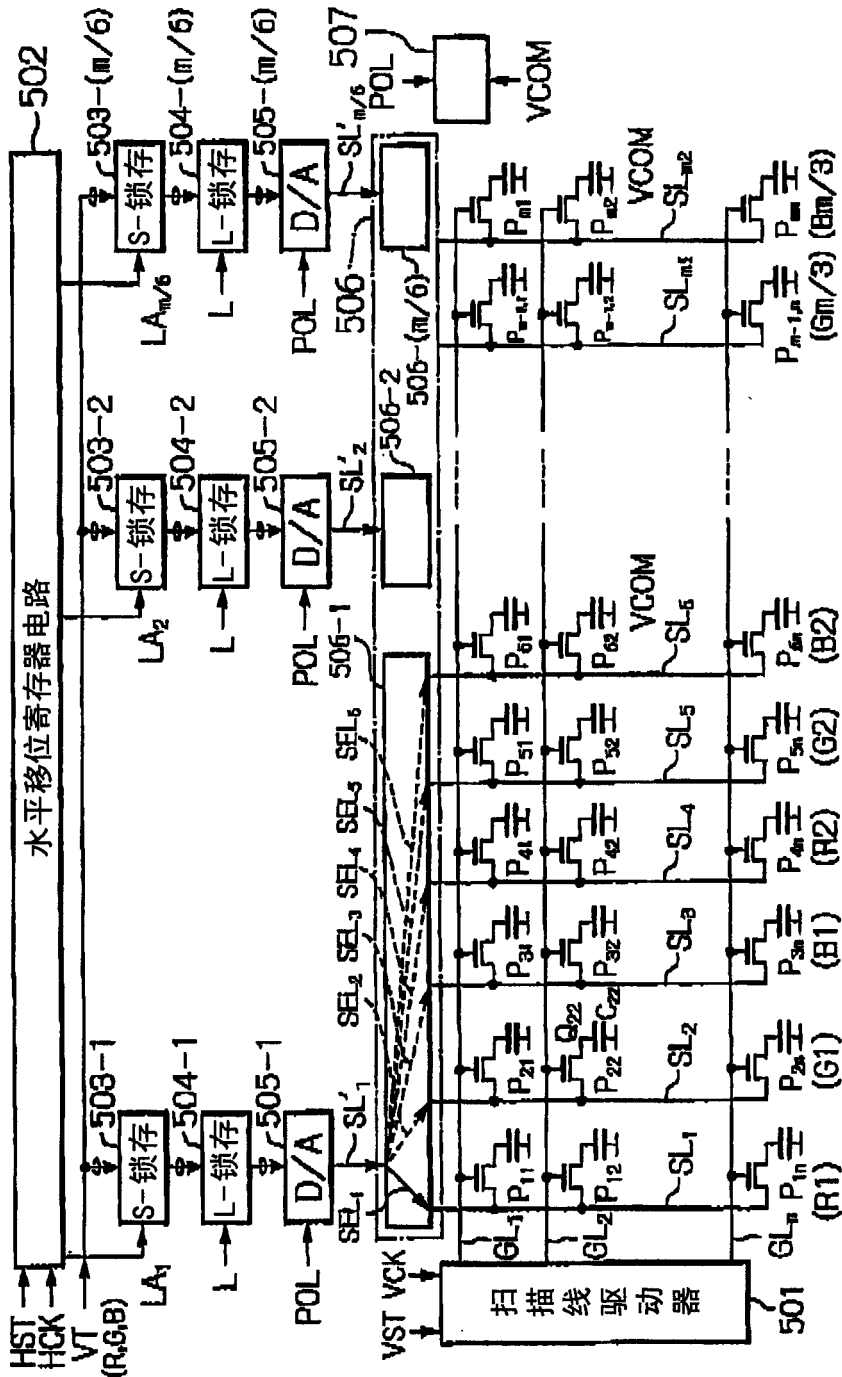 502
水平移位寄存器电路
HST
HCK
VT
(R,G,B)
503-1
503-2
503-(m/6)
S-锁存
S-锁存
S-锁存
LA1
LA2
LAm/6
504-1
504-2
504-(m/6)
L-锁存
L-锁存
L-锁存
L
L
L
505-1
505-2
505-(m/6)
D/A
D/A
D/A
POL
POL
POL
SL'1
SL'2
SL'm/6
507
POL
VCOM
506
506-1
506-2
506-(m/6)
SEL1
SEL2
SEL3
SEL4
SEL5
SEL6
VST
VCK
扫描线驱动器
501
GL1
GL2
P11
P21
P31
P41
P51
P61
Pm1
P12
Q22
C22
P22
P32
P42
P52
P62
Pm2
VCOM
VCOM
SL1
SL2
SL4
SL5
SLm2
P1n
P2n
P3n
P4n
P5n
P6n
Pm-1,n
(R1)
(G1)
(B1)
(R2)
(G2)
(B2)
(Gm/3)
(Bm/3)